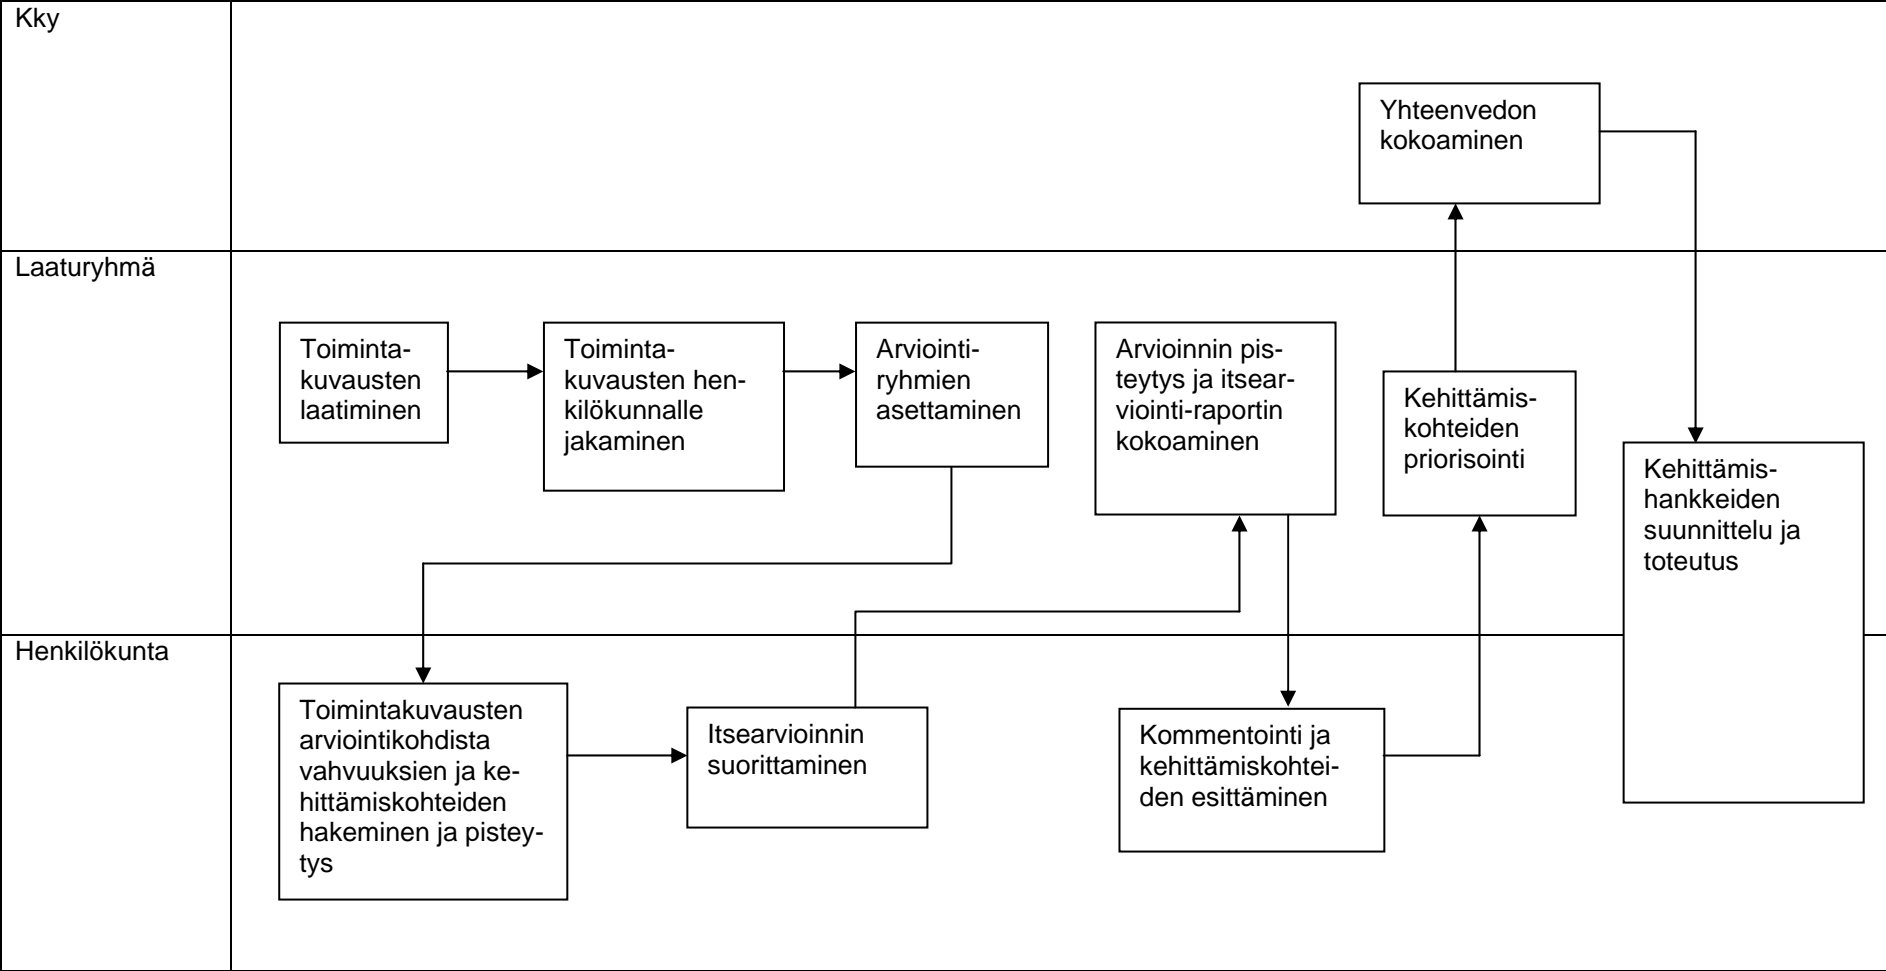 Kky
Yhteenvedon
kokoaminen
Laaturyhmä
Toiminta-
kuvausten
laatiminen
Toiminta-
kuvausten hen-
kilökunnalle
jakaminen
Arviointi-
ryhmien
asettaminen
Arvioinnin pis-
teytys ja itsear-
viointi-raportin
kokoaminen
Kehittämis-
kohteiden
priorisointi
Kehittämis-
hankkeiden
suunnittelu ja
toteutus
Henkilökunta
Toimintakuvausten
arviointikohdista
vahvuuksien ja ke-
hittämiskohteiden
hakeminen ja pistey-
tys
Itsearvioinnin
suorittaminen
Kommentointi ja
kehittämiskohtei-
den esittäminen